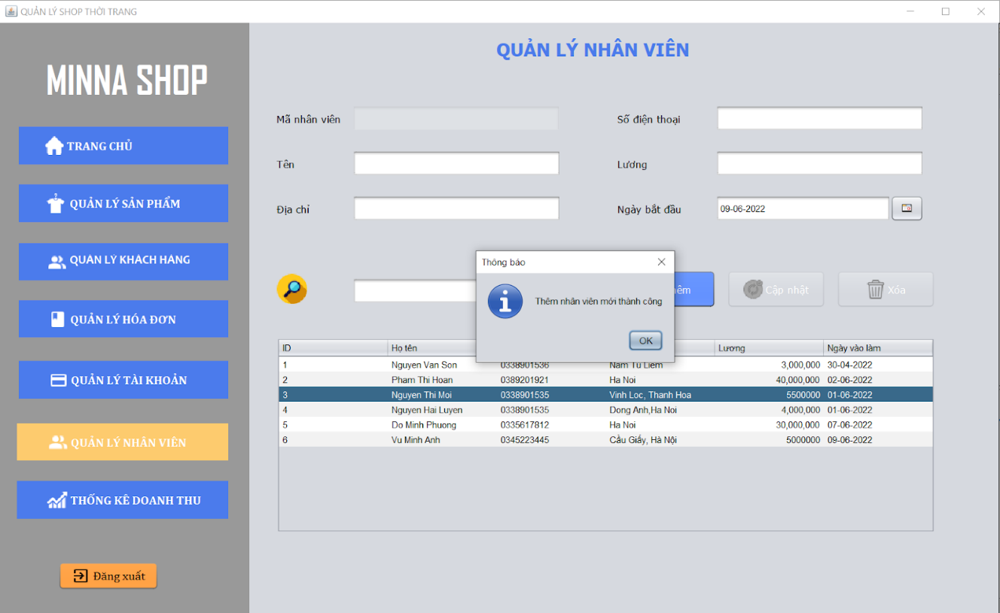 QUẢN LÝ SHOP THỜI TRANG
MINNA SHOP
TRANG CHỦ
QUẢN LÝ SẢN PHẨM
QUẢN LÝ KHÁCH HÀNG
QUẢN LÝ HÓA ĐƠN
QUẢN LÝ TÀI KHOẢN
QUẢN LÝ NHÂN VIÊN
THỐNG KÊ DOANH THU
Đăng xuất
QUẢN LÝ NHÂN VIÊN
Mã nhân viên
Số điện thoại
Tên
Lương
Địa chỉ
Ngày bắt đầu 09-06-2022
Cập nhật
Xóa
Thông báo
Thêm nhân viên mới thành công
OK
ID Họ tên Lương Ngày vào làm
1 Nguyen Van Son 0338901536 Nam Tu Liem 3,000,000 30-04-2022
2 Pham Thi Hoan 0389201921 Ha Noi 40,000,000 02-06-2022
3 Nguyen Thi Moi 0338901535 Vinh Loc, Thanh Hoa 5500000 01-06-2022
4 Nguyen Hai Luyen 0338901535 Dong Anh,Ha Noi 4,000,000 01-06-2022
5 Do Minh Phuong 0335617812 Ha Noi 30,000,000 07-06-2022
6 Vu Minh Anh 0345223445 Cầu Giấy, Hà Nội 5000000 09-06-2022